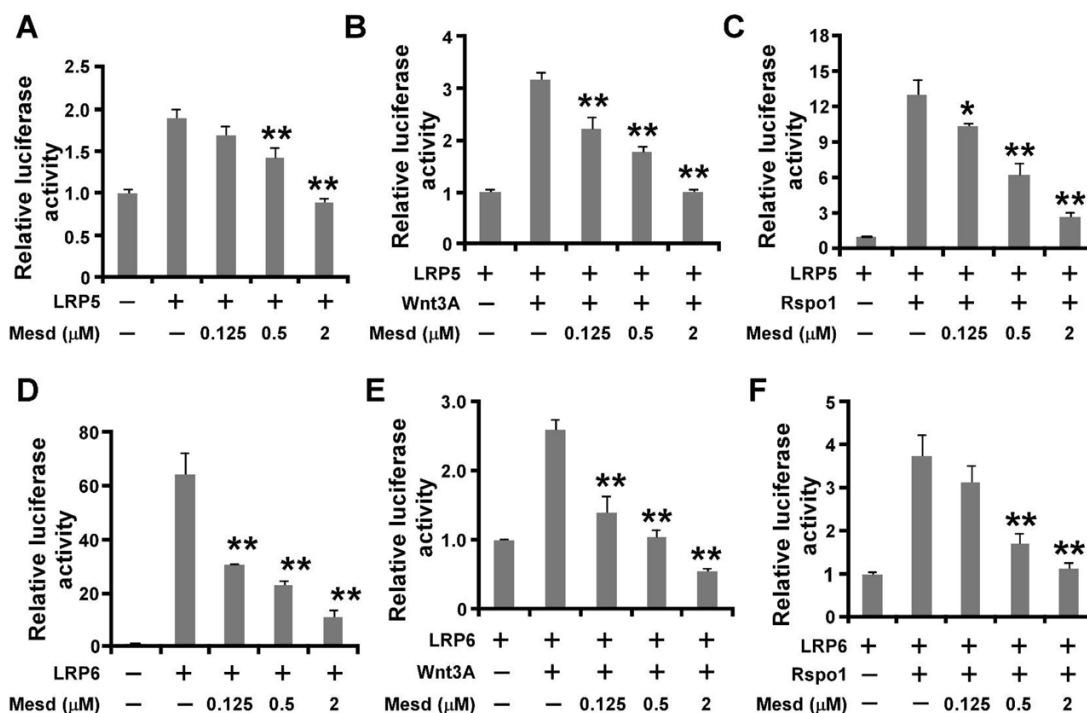 A
Relative luciferase
activity
2.5
2.0
1.5
1.0
0.5
0.0
**
**
LRP5 – + + + +
Mesd (μM) – – 0.125 0.5 2
B
Relative luciferase
activity
4
3
2
1
0
**
**
**
LRP5 + + + + +
Wnt3A – + + + +
Mesd (μM) – – 0.125 0.5 2
C
Relative luciferase
activity
18
15
12
9
6
3
0
*
**
**
LRP5 + + + + +
Rspo1 – + + + +
Mesd (μM) – – 0.125 0.5 2
D
Relative luciferase
activity
80
60
40
20
0
**
**
**
LRP6 – + + + +
Mesd (μM) – – 0.125 0.5 2
E
Relative luciferase
activity
3.0
2.0
1.0
0
**
**
**
LRP6 + + + + +
Wnt3A – + + + +
Mesd (μM) – – 0.125 0.5 2
F
Relative luciferase
activity
5
4
3
2
1
0
**
**
LRP6 + + + + +
Rspo1 – + + + +
Mesd (μM) – – 0.125 0.5 2